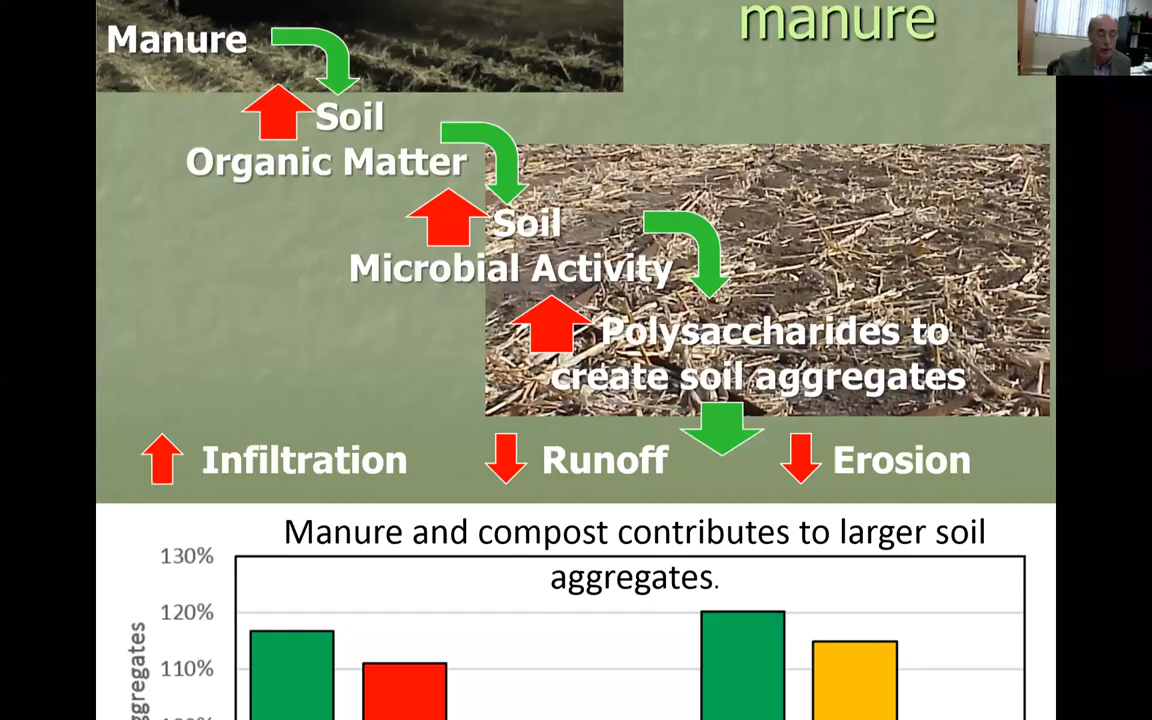 manure
Manure
Soil
Organic Matter
Soil
Microbial Activity
Polysaccharides to
create soil aggregates
Infiltration Runoff Erosion
Manure and compost contributes to larger soil
aggregates.
130%
120%
110%